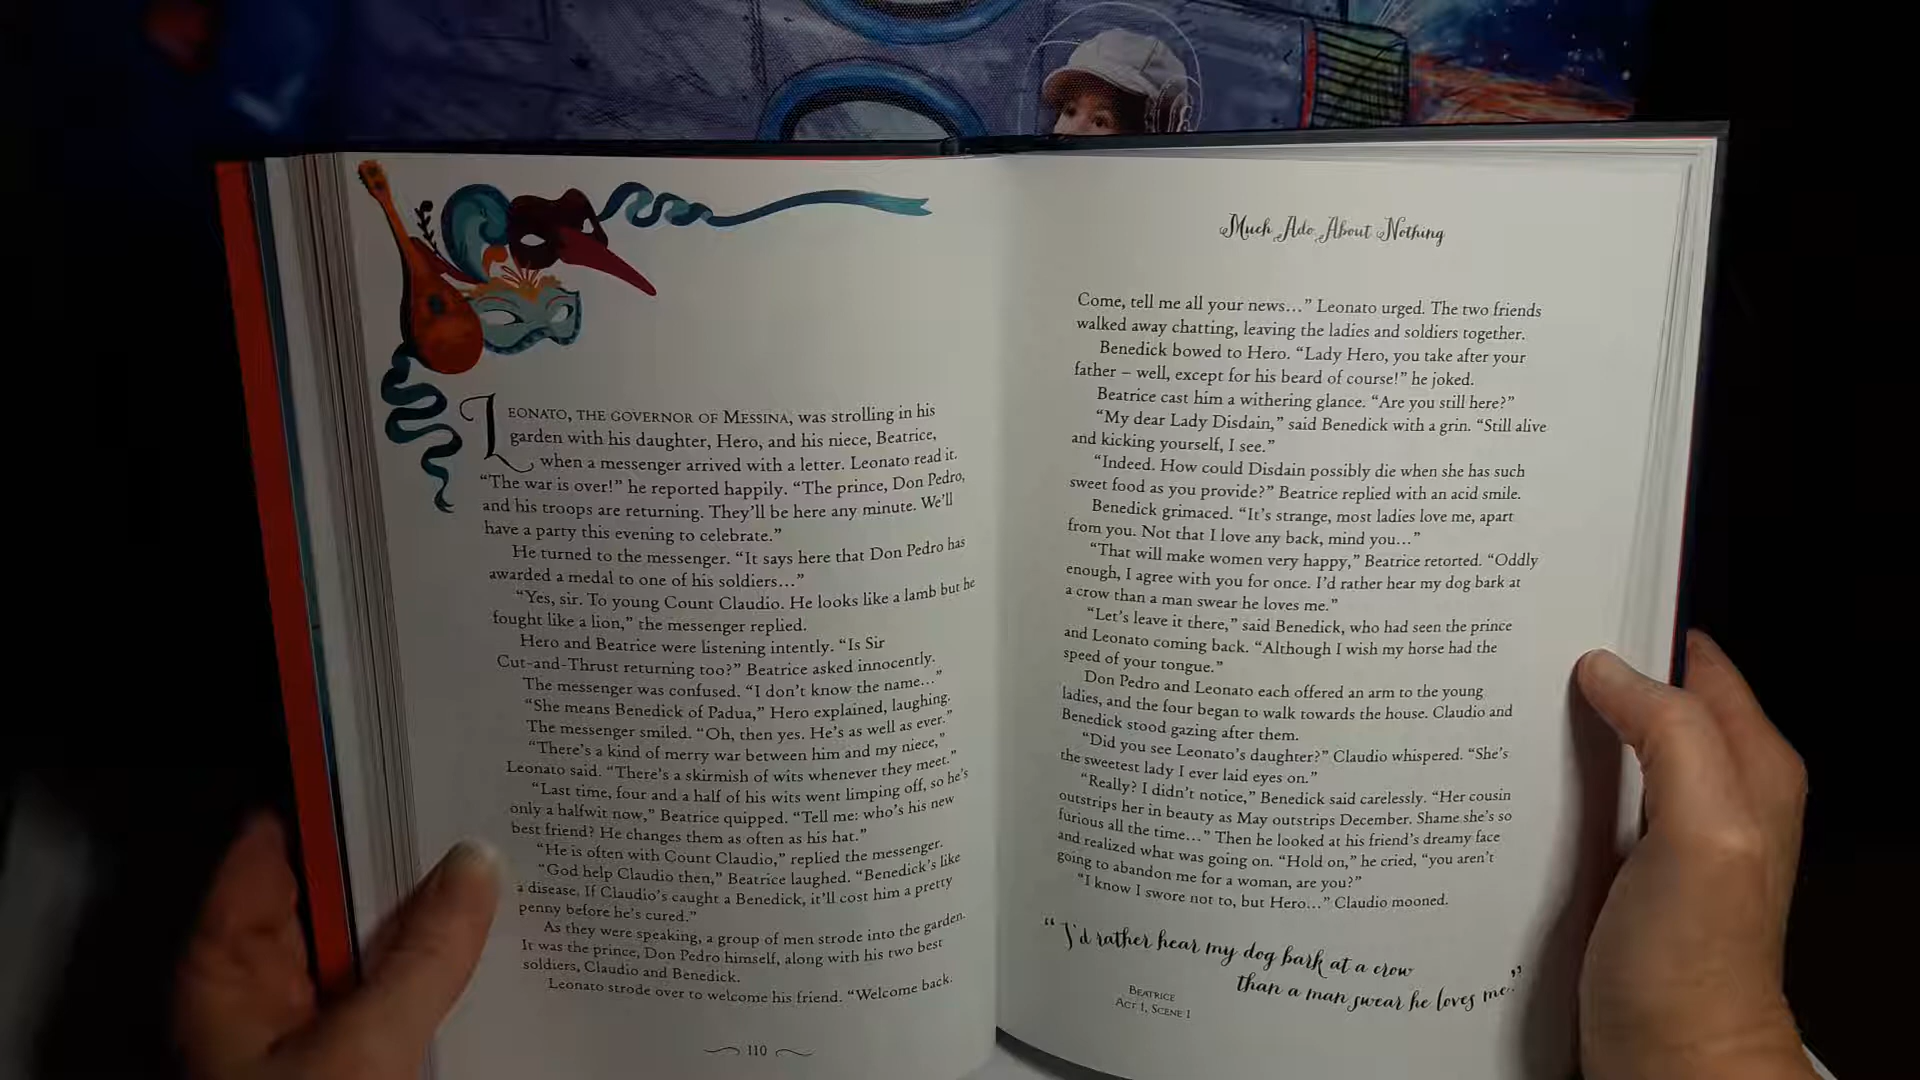 LEONATO, THE GOVERNOR OF MESSINA, was strolling in his
garden with his daughter, Hero, and his niece, Beatrice,
when a messenger arrived with a letter. Leonato read it.
“The war is over!” he reported happily. “The prince, Don Pedro,
and his troops are returning. They’ll be here any minute. We’ll
have a party this evening to celebrate.”
He turned to the messenger. “It says here that Don Pedro has
awarded a medal to one of his soldiers…”
“Yes, sir. To young Count Claudio. He looks like a lamb but he
fought like a lion,” the messenger replied.
Hero and Beatrice were listening intently. “Is Sir
Cut-and-Thrust returning too?” Beatrice asked innocently.
The messenger was confused. “I don’t know the name…”
“She means Benedick of Padua,” Hero explained, laughing.
The messenger smiled. “Oh, then yes. He’s as well as ever.”
“There’s a kind of merry war between him and my niece,”
Leonato said. “There’s a skirmish of wits whenever they meet.”
“Last time, four and a half of his wits went limping off, so he’s
only a halfwit now,” Beatrice quipped. “Tell me: who’s his new
best friend? He changes them as often as his hat.”
“He is often with Count Claudio,” replied the messenger.
“God help Claudio then,” Beatrice laughed. “Benedick’s like
a disease. If Claudio’s caught a Benedick, it’ll cost him a pretty
penny before he’s cured.”
As they were speaking, a group of men strode into the garden.
It was the prince, Don Pedro himself, along with his two best
soldiers, Claudio and Benedick.
Leonato strode over to welcome his friend. “Welcome back.
110
Much Ado About Nothing
Come, tell me all your news…” Leonato urged. The two friends
walked away chatting, leaving the ladies and soldiers together.
Benedick bowed to Hero. “Lady Hero, you take after your
father – well, except for his beard of course!” he joked.
Beatrice cast him a withering glance. “Are you still here?”
“My dear Lady Disdain,” said Benedick with a grin. “Still alive
and kicking yourself, I see.”
“Indeed. How could Disdain possibly die when she has such
sweet food as you provide?” Beatrice replied with an acid smile.
Benedick grimaced. “It’s strange, most ladies love me, apart
from you. Not that I love any back, mind you…”
“That will make women very happy,” Beatrice retorted. “Oddly
enough, I agree with you for once. I’d rather hear my dog bark at
a crow than a man swear he loves me.”
“Let’s leave it there,” said Benedick, who had seen the prince
and Leonato coming back. “Although I wish my horse had the
speed of your tongue.”
Don Pedro and Leonato each offered an arm to the young
ladies, and the four began to walk towards the house. Claudio and
Benedick stood gazing after them.
“Did you see Leonato’s daughter?” Claudio whispered. “She’s
the sweetest lady I ever laid eyes on.”
“Really? I didn’t notice,” Benedick said carelessly. “Her cousin
outstrips her in beauty as May outstrips December. Shame she’s so
furious all the time…” Then he looked at his friend’s dreamy face
and realized what was going on. “Hold on,” he cried, “you aren’t
going to abandon me for a woman, are you?”
“I know I swore not to, but Hero…” Claudio mooned.
“I’d rather hear my dog bark at a crow
than a man swear he loves me.”
BEATRICE
ACT 1, SCENE 1